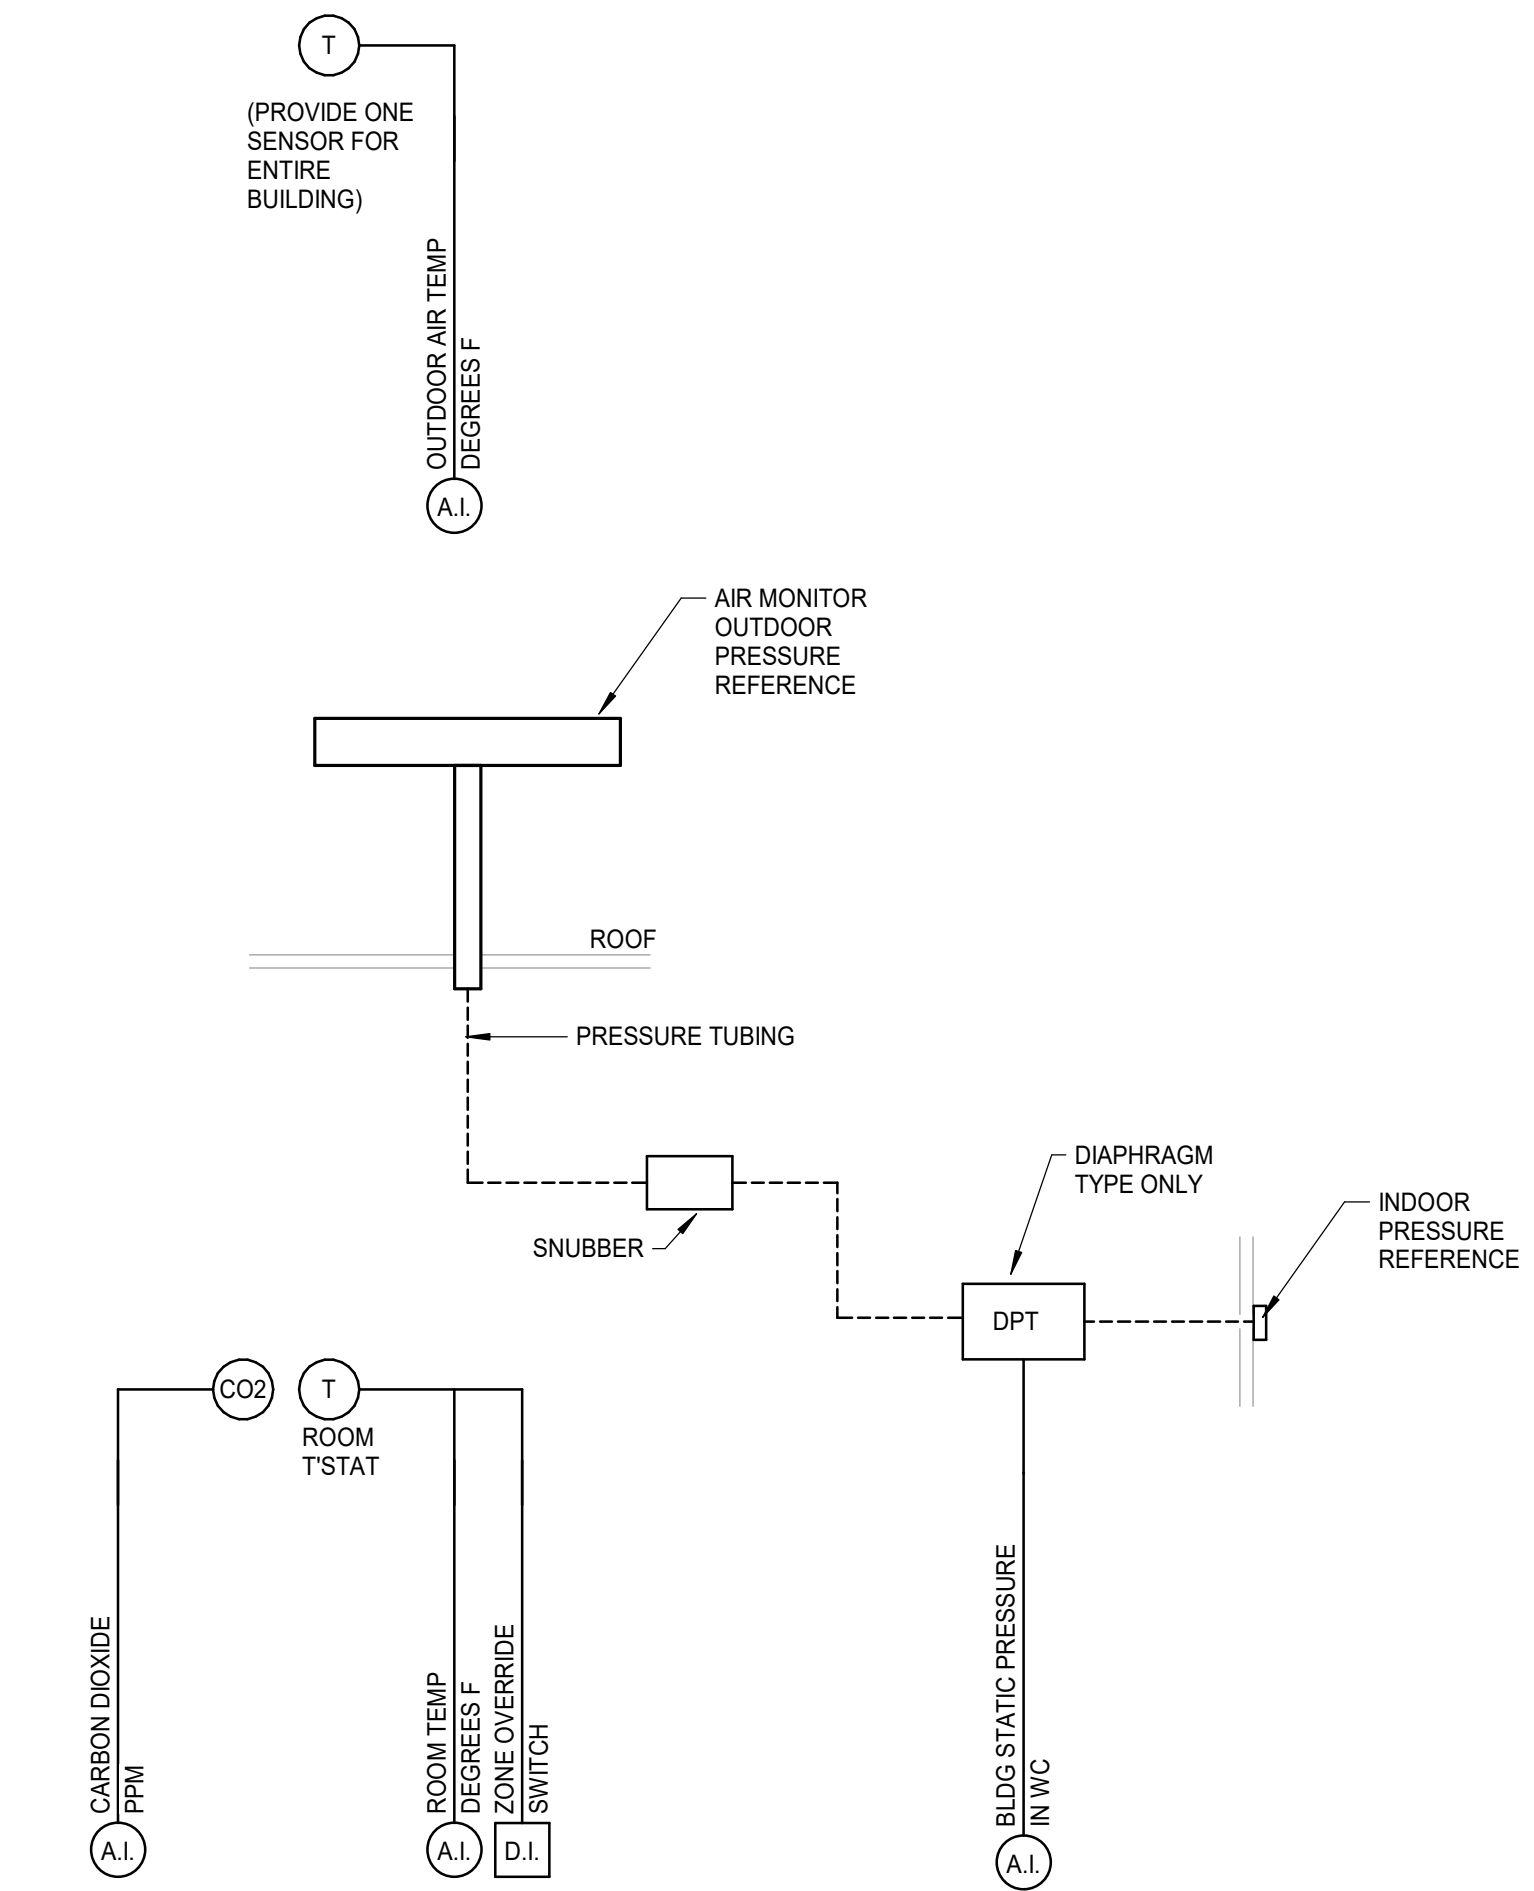 T
(PROVIDE ONE
SENSOR FOR
ENTIRE
BUILDING)
OUTDOOR AIR TEMP
DEGREES F
A.I.
AIR MONITOR
OUTDOOR
PRESSURE
REFERENCE
ROOF
PRESSURE TUBING
SNUBBER
DIAPHRAGM
TYPE ONLY
INDOOR
PRESSURE
REFERENCE
DPT
CO2
T
ROOM
T'STAT
CARBON DIOXIDE
PPM
ROOM TEMP
DEGREES F
ZONE OVERRIDE
SWITCH
BLDG STATIC PRESSURE
IN WC
A.I.
A.I.
D.I.
A.I.